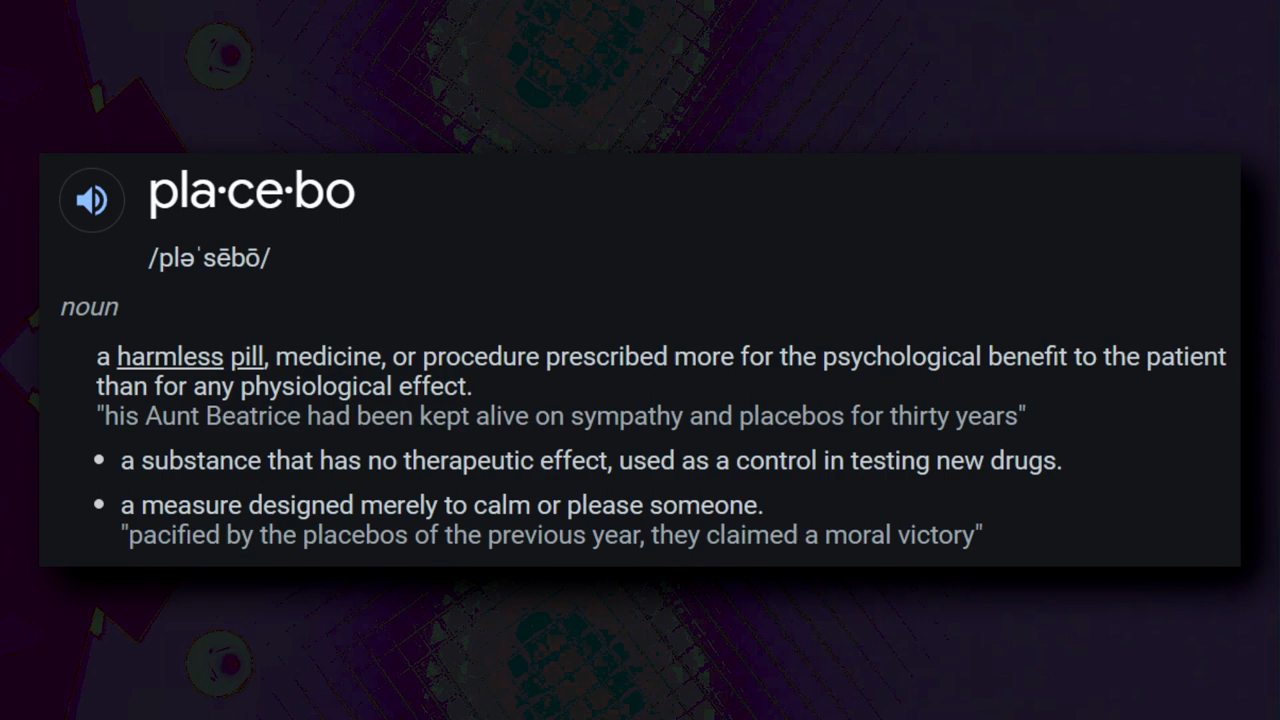 pla·ce·bo
/pləˈsēbō/
noun
a harmless pill, medicine, or procedure prescribed more for the psychological benefit to the patient
than for any physiological effect.
"his Aunt Beatrice had been kept alive on sympathy and placebos for thirty years"
• a substance that has no therapeutic effect, used as a control in testing new drugs.
• a measure designed merely to calm or please someone.
"pacified by the placebos of the previous year, they claimed a moral victory"